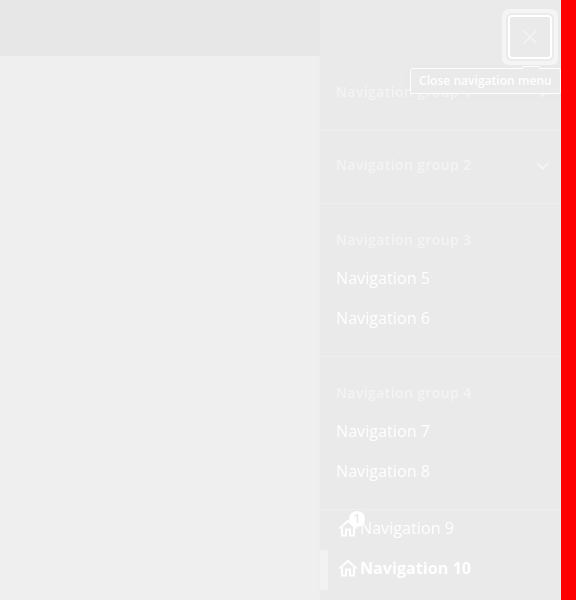 Close navigation menu
Navigation group 1
Navigation group 2
Navigation group 3
Navigation 5
Navigation 6
Navigation group 4
Navigation 7
Navigation 8
1
Navigation 9
Navigation 10